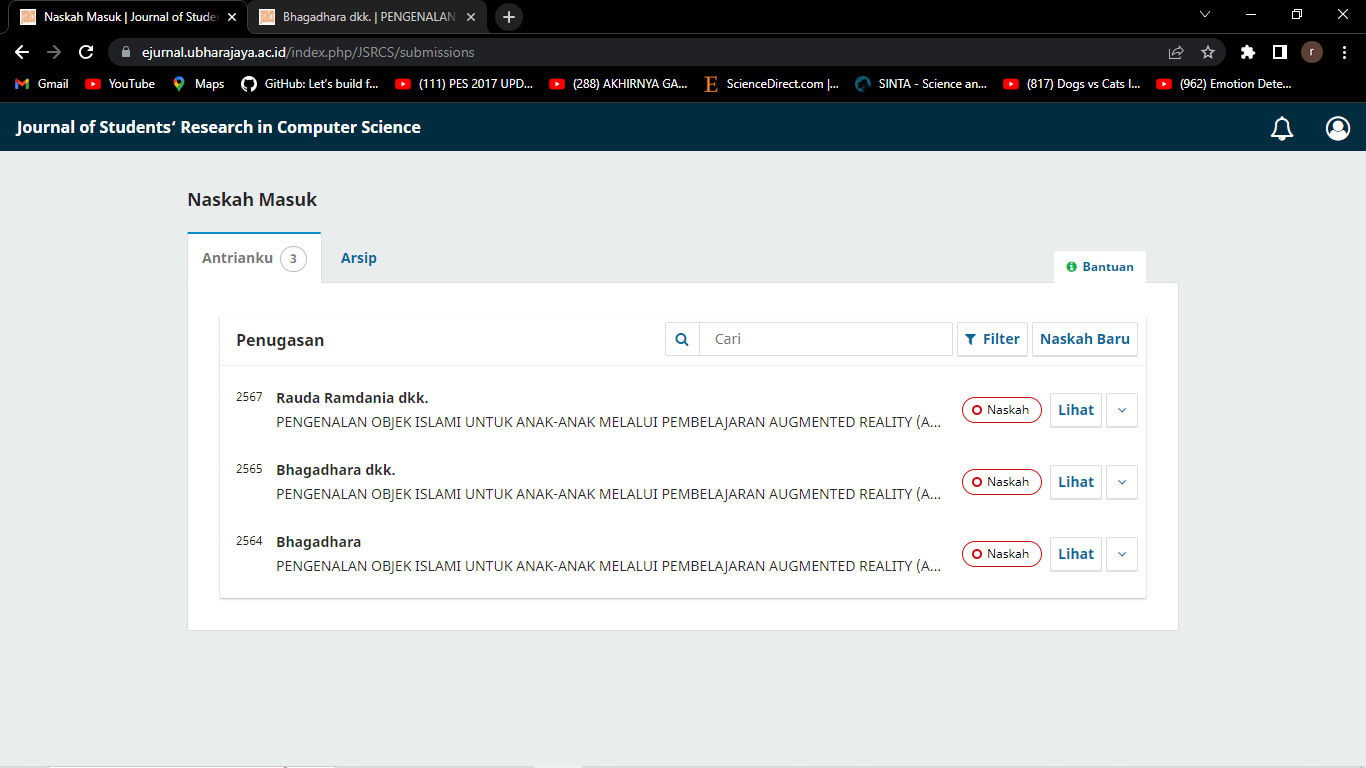 Naskah Masuk | Journal of Stude
Bhagadhara dkk. | PENGENALAN
ejurnal.ubharajaya.ac.id/index.php/JSRCS/submissions
r
Gmail YouTube Maps GitHub: Let's build f... (111) PES 2017 UPD... (288) AKHIRNYA GA... ScienceDirect.com |... SINTA - Science an... (817) Dogs vs Cats I... (962) Emotion Dete...
Journal of Students‘ Research in Computer Science
Naskah Masuk
Antrianku 3 Arsip
Bantuan
Penugasan Cari Filter Naskah Baru
2567 Rauda Ramdania dkk.
PENGENALAN OBJEK ISLAMI UNTUK ANAK-ANAK MELALUI PEMBELAJARAN AUGMENTED REALITY (A...
Naskah Lihat
2565 Bhagadhara dkk.
PENGENALAN OBJEK ISLAMI UNTUK ANAK-ANAK MELALUI PEMBELAJARAN AUGMENTED REALITY (A...
Naskah Lihat
2564 Bhagadhara
PENGENALAN OBJEK ISLAMI UNTUK ANAK-ANAK MELALUI PEMBELAJARAN AUGMENTED REALITY (A...
Naskah Lihat